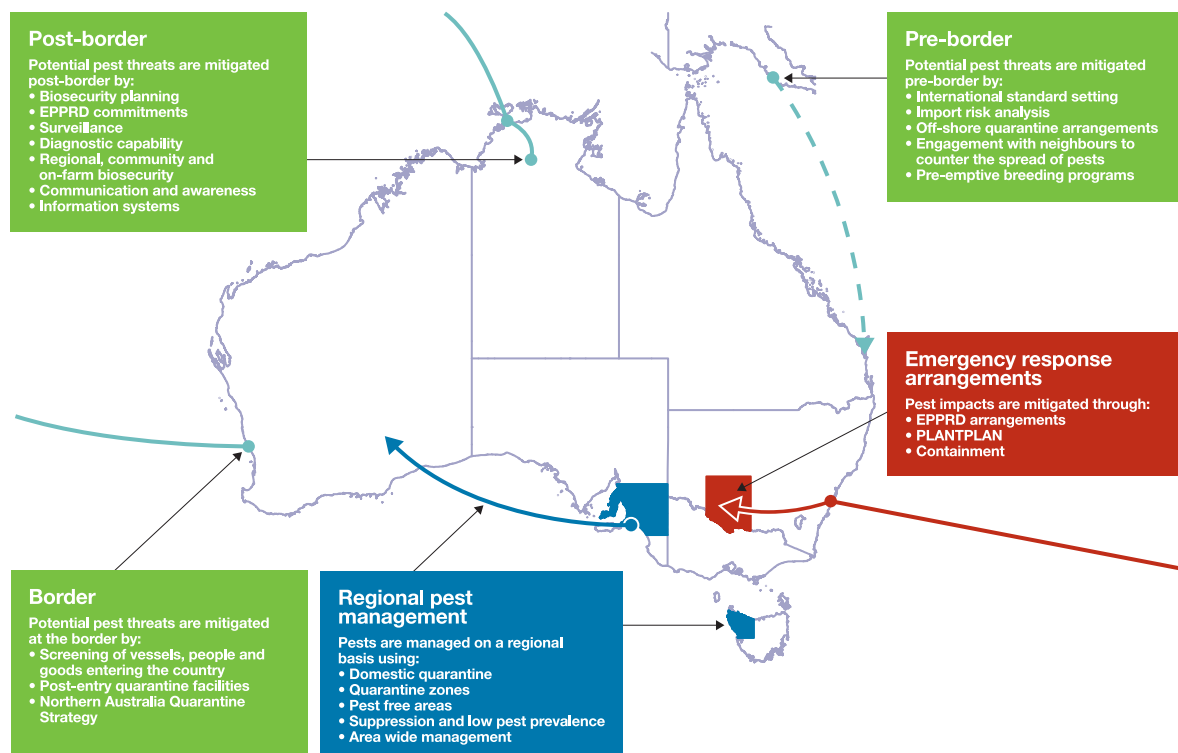 Post-border
Potential pest threats are mitigated
post-border by:
• Biosecurity planning
• EPPRD commitments
• Surveillance
• Diagnostic capability
• Regional, community and
on-farm biosecurity
• Communication and awareness
• Information systems
Pre-border
Potential pest threats are mitigated
pre-border by:
• International standard setting
• Import risk analysis
• Off-shore quarantine arrangements
• Engagement with neighbours to
counter the spread of pests
• Pre-emptive breeding programs
Emergency response
arrangements
Pest impacts are mitigated through:
• EPPRD arrangements
• PLANTPLAN
• Containment
Border
Potential pest threats are mitigated
at the border by:
• Screening of vessels, people and
goods entering the country
• Post-entry quarantine facilities
• Northern Australia Quarantine
Strategy
Regional pest
management
Pests are managed on a regional
basis using:
• Domestic quarantine
• Quarantine zones
• Pest free areas
• Suppression and low pest prevalence
• Area wide management